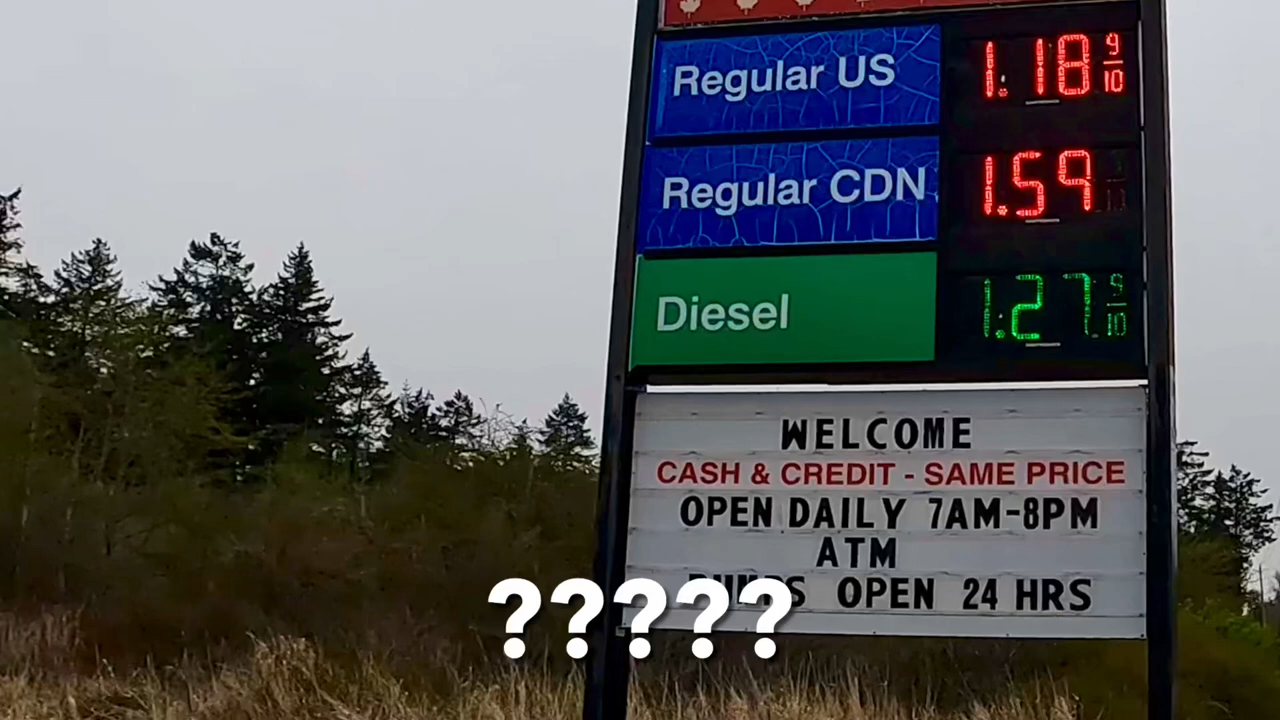 Regular US 1.18 9/10
Regular CDN 1.59
Diesel 1.27 9/10
WELCOME
CASH & CREDIT - SAME PRICE
OPEN DAILY 7AM-8PM
ATM
OPEN 24 HRS
?????